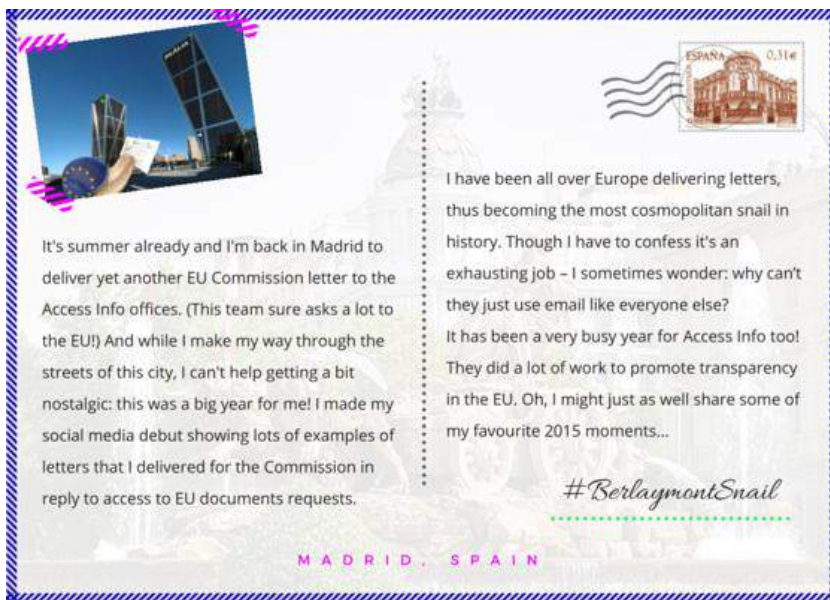 It's summer already and I'm back in Madrid to
deliver yet another EU Commission letter to the
Access Info offices. (This team sure asks a lot to
the EU!) And while I make my way through the
streets of this city, I can't help getting a bit
nostalgic: this was a big year for me! I made my
social media debut showing lots of examples of
letters that I delivered for the Commission in
reply to access to EU documents requests.
ESPAÑA 0,31€
I have been all over Europe delivering letters,
thus becoming the most cosmopolitan snail in
history. Though I have to confess it's an
exhausting job – I sometimes wonder: why can't
they just use email like everyone else?
It has been a very busy year for Access Info too!
They did a lot of work to promote transparency
in the EU. Oh, I might just as well share some of
my favourite 2015 moments...
#BerlaymontSnail
MADRID, SPAIN